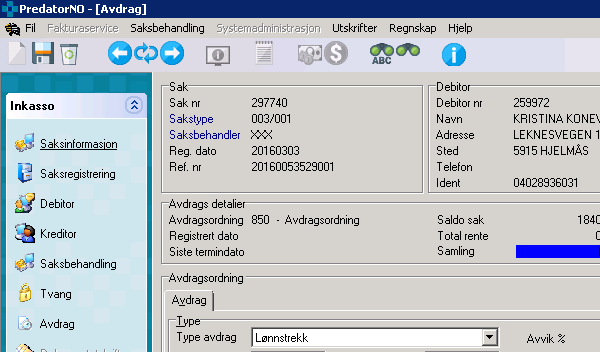 PredatorNO - [Avdrag]
Fil Fakturaservice Saksbehandling Systemadministrasjon Utskrifter Regnskap Hjelp
ABC
Inkasso
Saksinformasjon
Saksregistrering
Debitor
Kreditor
Saksbehandling
Tvang
Avdrag
Sak
Sak nr 297740
Sakstype 003/001
Saksbehandler XXX
Reg. dato 20160303
Ref. nr 20160053529001
Debitor
Debitor nr 259972
Navn KRISTINA KONEV
Adresse LEKNESVEGEN 1
Sted 5915 HJELMÅS
Telefon
Ident 04028936031
Avdrags detalier
Avdragsordning 850 - Avdragsordning
Registrert dato
Siste termindato
Saldo sak 1840
Total rente
Samling
Avdragsordning
Avdrag
Type
Type avdrag Lønnstrekk
Avvik %